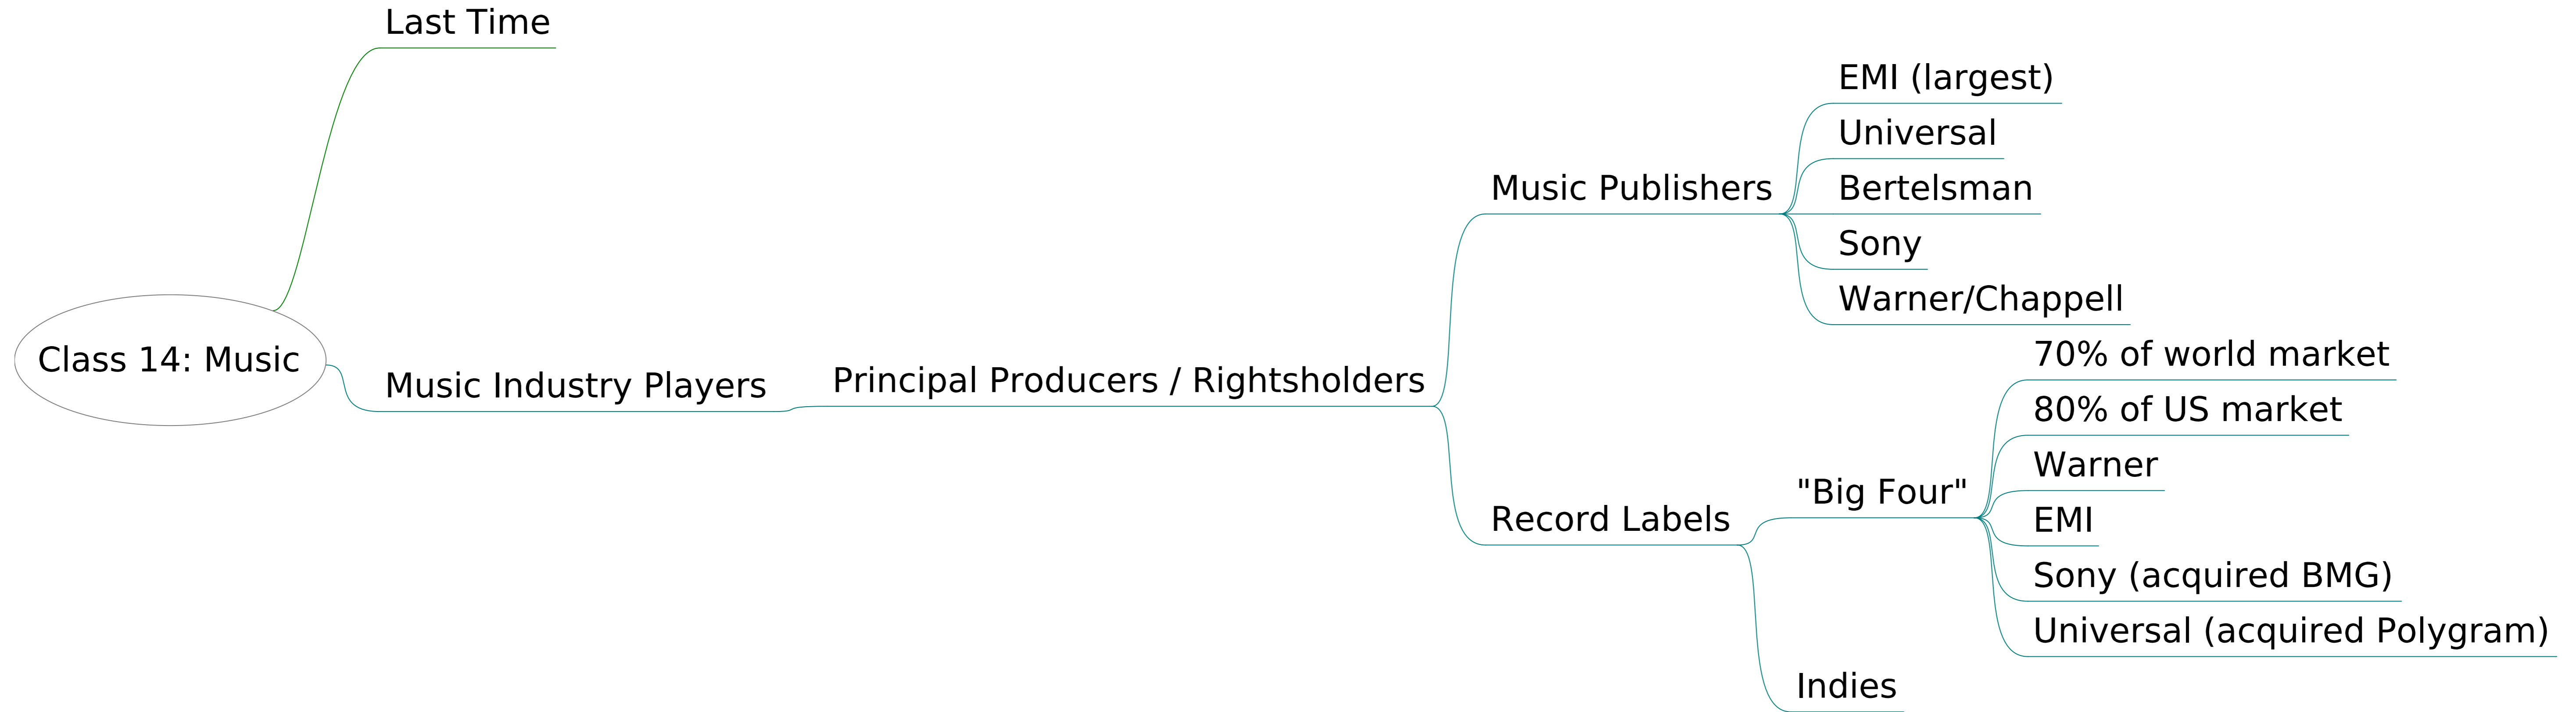 Last Time
EMI (largest)
Universal
Music Publishers
Bertelsman
Sony
Warner/Chappell
Class 14: Music
Music Industry Players
Principal Producers / Rightsholders
70% of world market
80% of US market
Warner
"Big Four"
EMI
Record Labels
Sony (acquired BMG)
Universal (acquired Polygram)
Indies